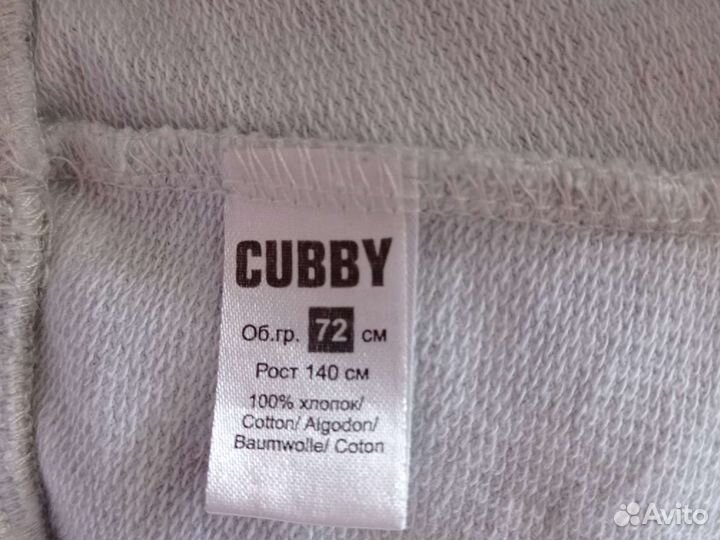 CUBBY
Об.гр. 72 см
Рост 140 см
100% хлопок/
Cotton/ Algodon/
Baumwolle/ Coton
Avito